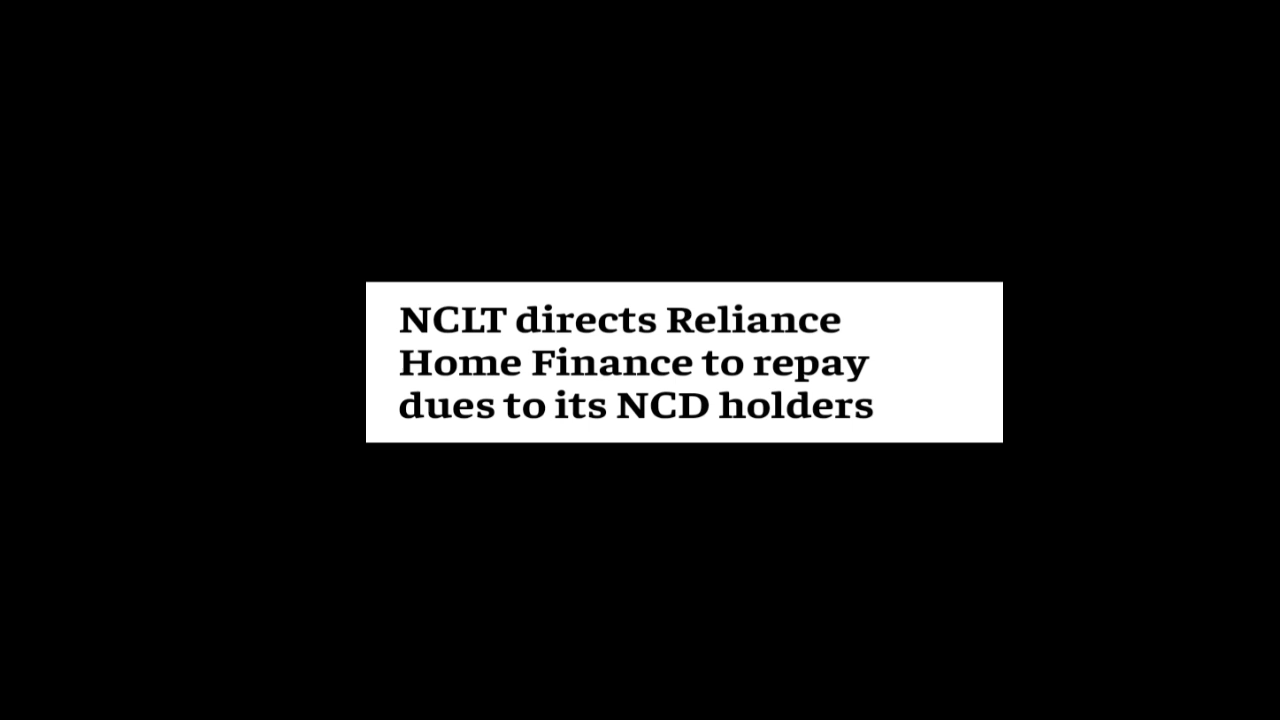 NCLT directs Reliance
Home Finance to repay
dues to its NCD holders